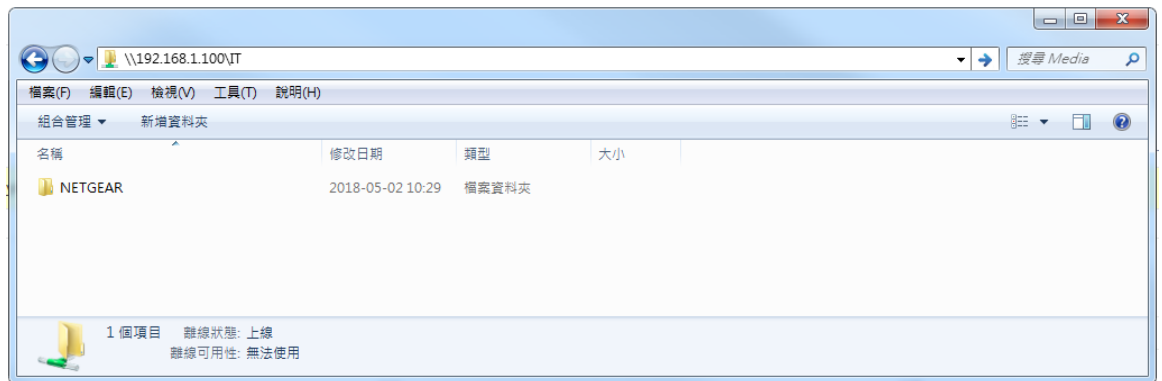 \\192.168.1.100\IT 搜尋 Media
檔案(F) 編輯(E) 檢視(V) 工具(T) 說明(H)
組合管理 新增資料夾
名稱 修改日期 類型 大小
NETGEAR 2018-05-02 10:29 檔案資料夾
1 個項目 離線狀態: 上線
離線可用性: 無法使用